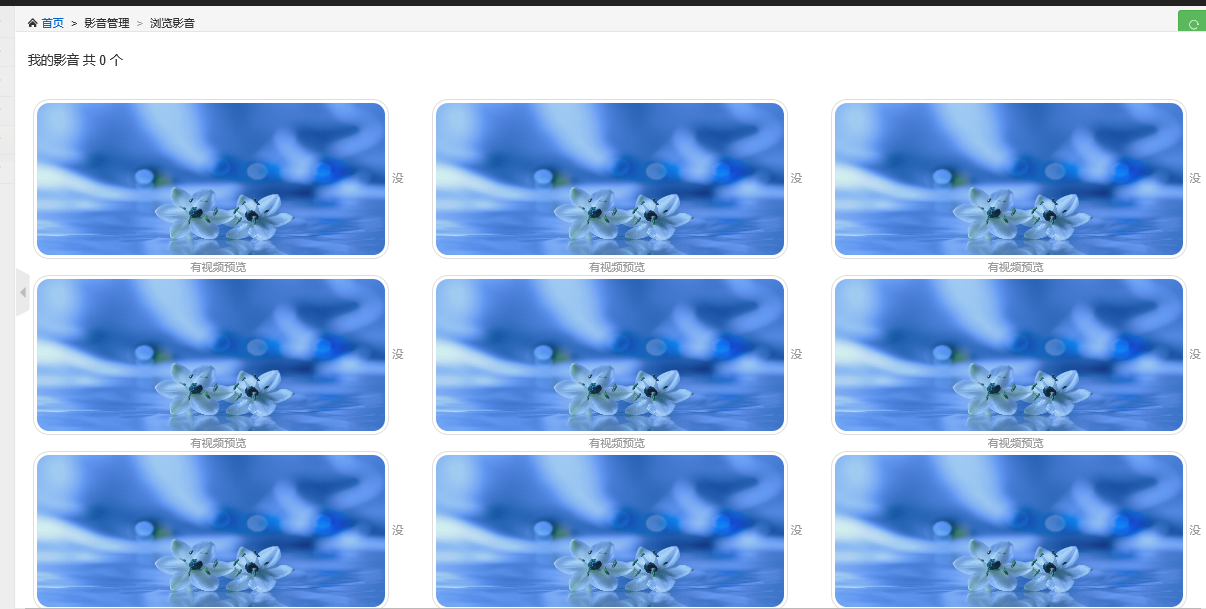 首页 > 影音管理 > 浏览影音
我的影音 共 0 个
没 没 没
有视频预览 有视频预览 有视频预览
没 没 没
有视频预览 有视频预览 有视频预览
没 没 没